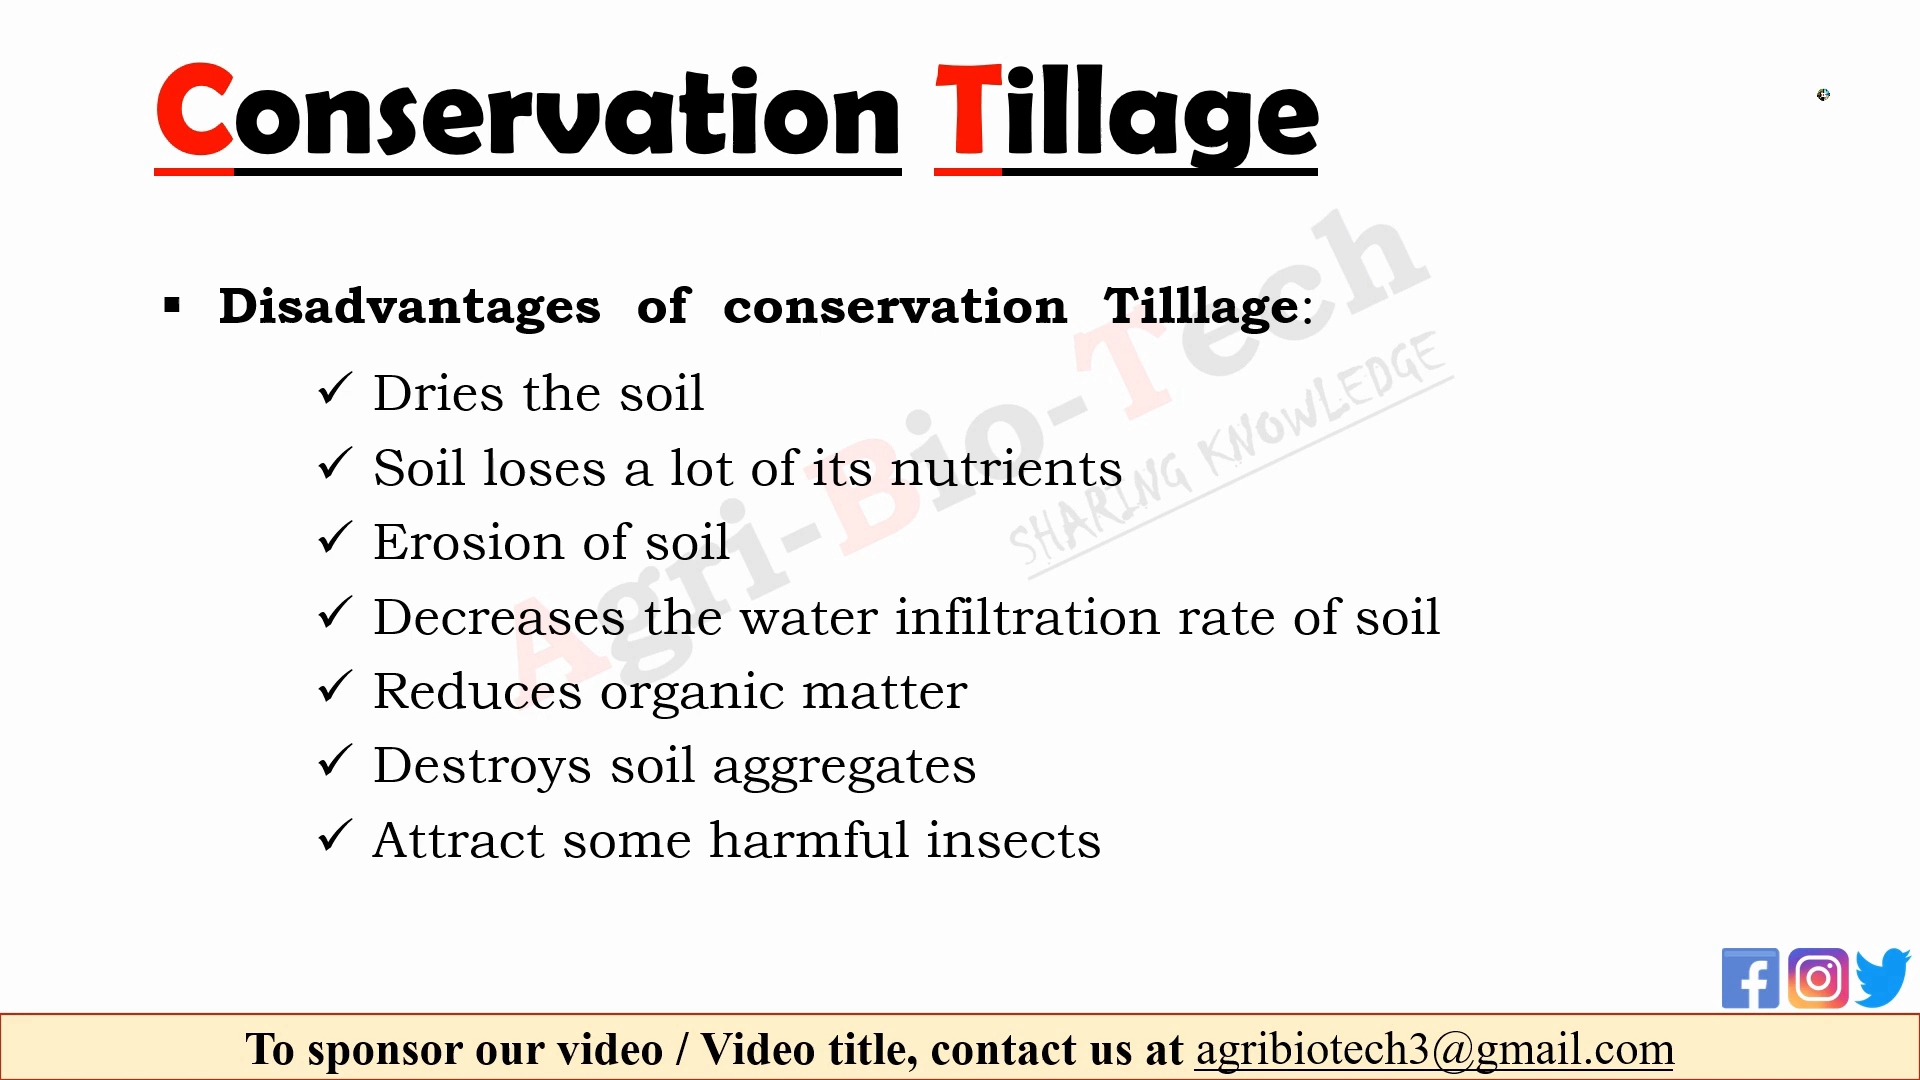 Conservation Tillage
▪ Disadvantages of conservation Tilllage:
✓ Dries the soil
✓ Soil loses a lot of its nutrients
✓ Erosion of soil
✓ Decreases the water infiltration rate of soil
✓ Reduces organic matter
✓ Destroys soil aggregates
✓ Attract some harmful insects
Agri-Bio-Tech
SHARING KNOWLEDGE
To sponsor our video / Video title, contact us at agribiotech3@gmail.com